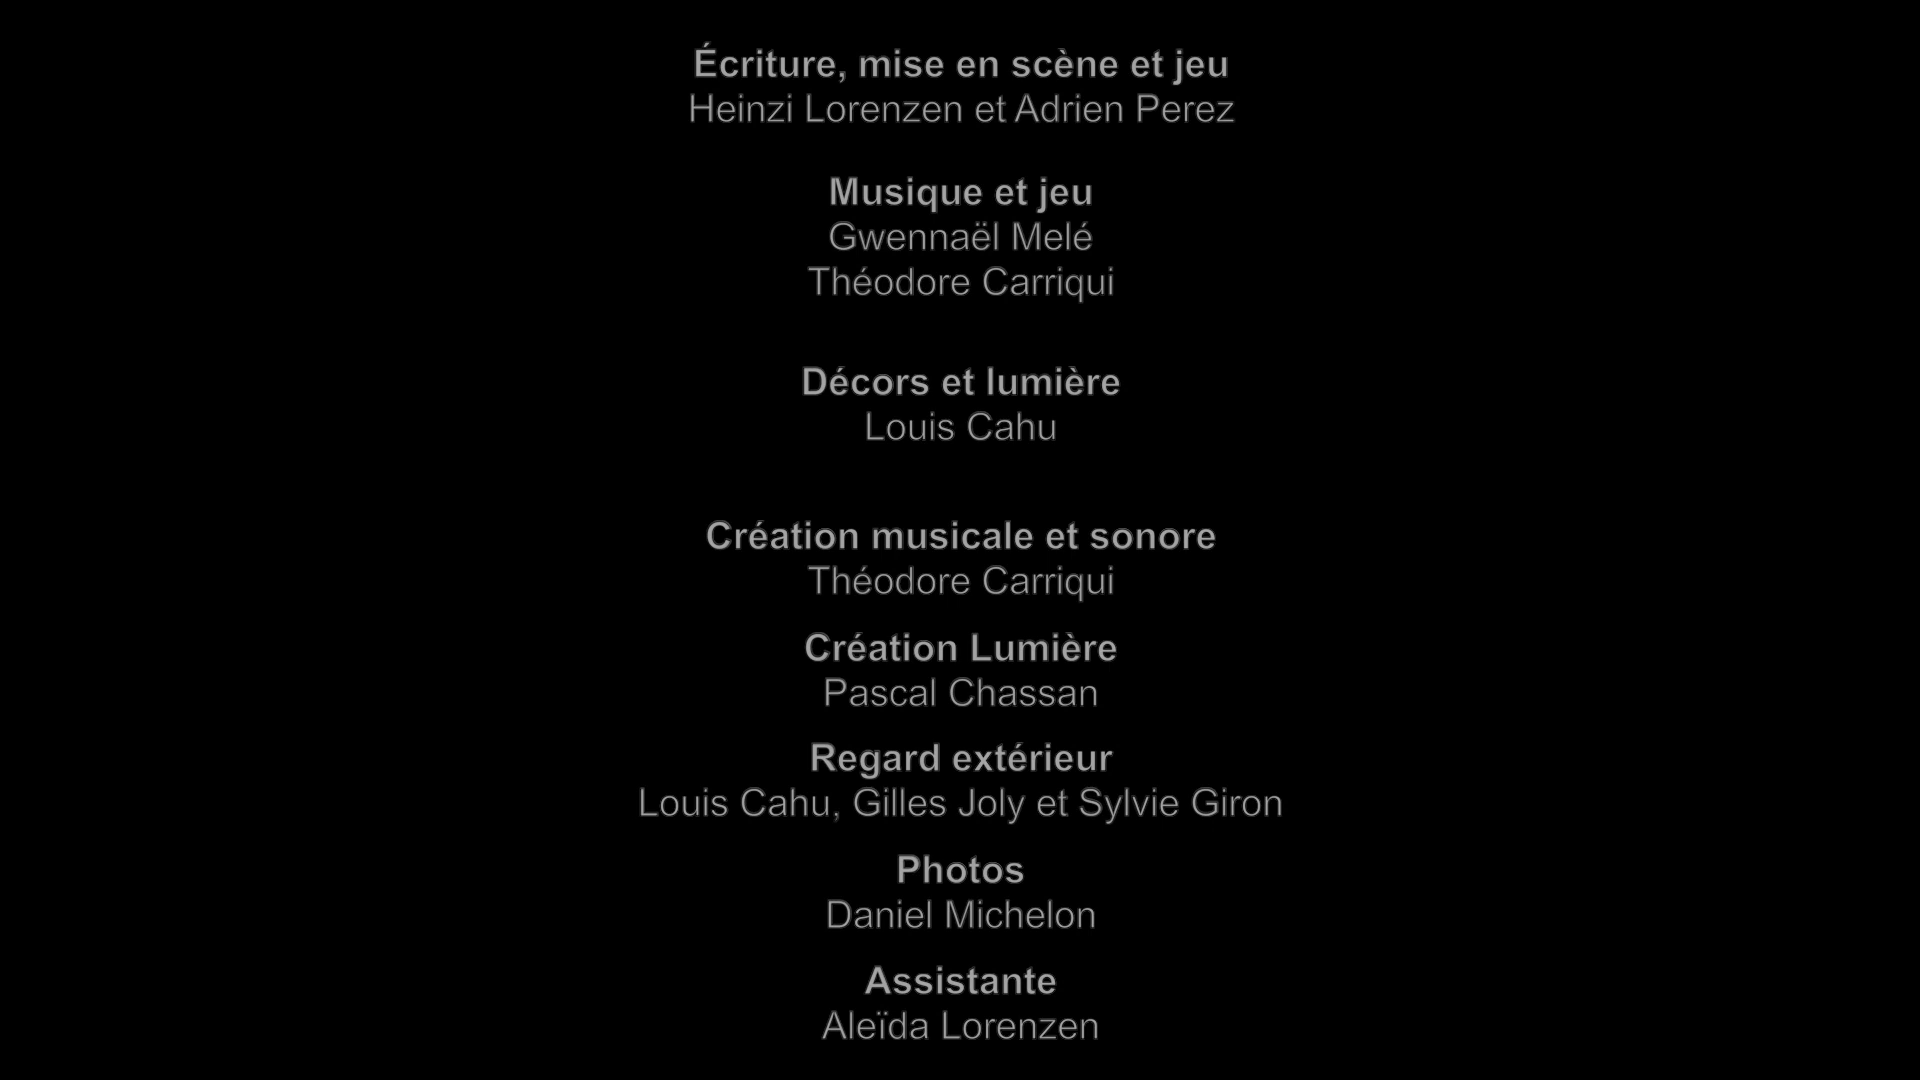 Écriture, mise en scène et jeu
Heinzi Lorenzen et Adrien Perez
Musique et jeu
Gwennaël Melé
Théodore Carriqui
Décors et lumière
Louis Cahu
Création musicale et sonore
Théodore Carriqui
Création Lumière
Pascal Chassan
Regard extérieur
Louis Cahu, Gilles Joly et Sylvie Giron
Photos
Daniel Michelon
Assistante
Aleïda Lorenzen